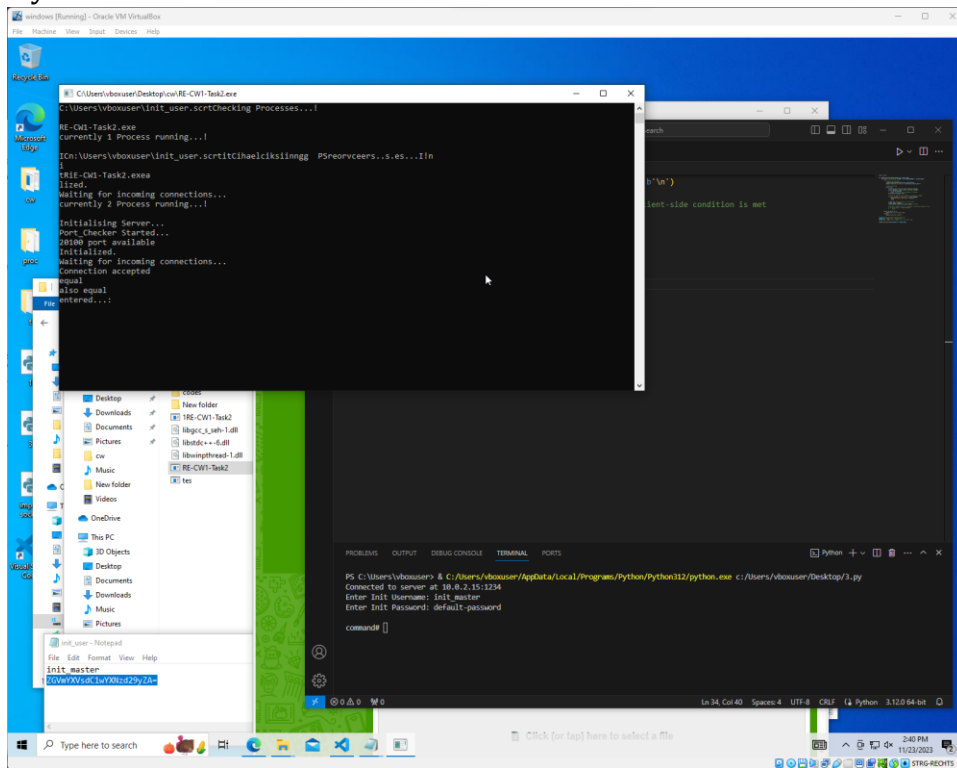 windows [Running] - Oracle VM VirtualBox
File Machine View Input Devices Help
Recycle Bin
Microsoft Edge
cw
proc
C:\Users\vboxuser\Desktop\cw\RE-CW1-Task2.exe
C:\Users\vboxuser\init_user.scrtChecking Processes...!
RE-CW1-Task2.exe
currently 1 Process running...!
ICn:\Users\vboxuser\init_user.scrtitCihaelciksiinngg P5reorvceers..s.es...I!n
i
tRiE-CW1-Task2.exea
lized.
Waiting for incoming connections...
currently 2 Process running...!
Initialising Server...
Port_Checker Started...
20100 port available
Initialized.
Waiting for incoming connections...
Connection accepted
equal
also equal
entered...:
earch
b'\n')
ient-side condition is met
File
Desktop
Downloads
Documents
Pictures
cw
Music
New folder
Videos
OneDrive
This PC
3D Objects
Desktop
Documents
Downloads
Music
Pictures
codes
New folder
1RE-CW1-Task2
libgcc_s_seh-1.dll
libstdc++-6.dll
libwinpthread-1.dll
RE-CW1-Task2
tes
PROBLEMS OUTPUT DEBUG CONSOLE TERMINAL PORTS
Python
PS C:\Users\vboxuser> & C:/Users/vboxuser/AppData/Local/Programs/Python/Python312/python.exe c:/Users/vboxuser/Desktop/3.py
Connected to server at 10.0.2.15:1234
Enter Init Username: init_master
Enter Init Password: default-password
command#
init_user - Notepad
File Edit Format View Help
init_master
ZGVmYXVsdC1wYXNzd29yZA=
0 0 0 Ln 34, Col 40 Spaces: 4 UTF-8 CRLF Python 3.12.0 64-bit
Click (or tap) here to select a file
Type here to search
2:40 PM
11/23/2023
STRG-RECHTS